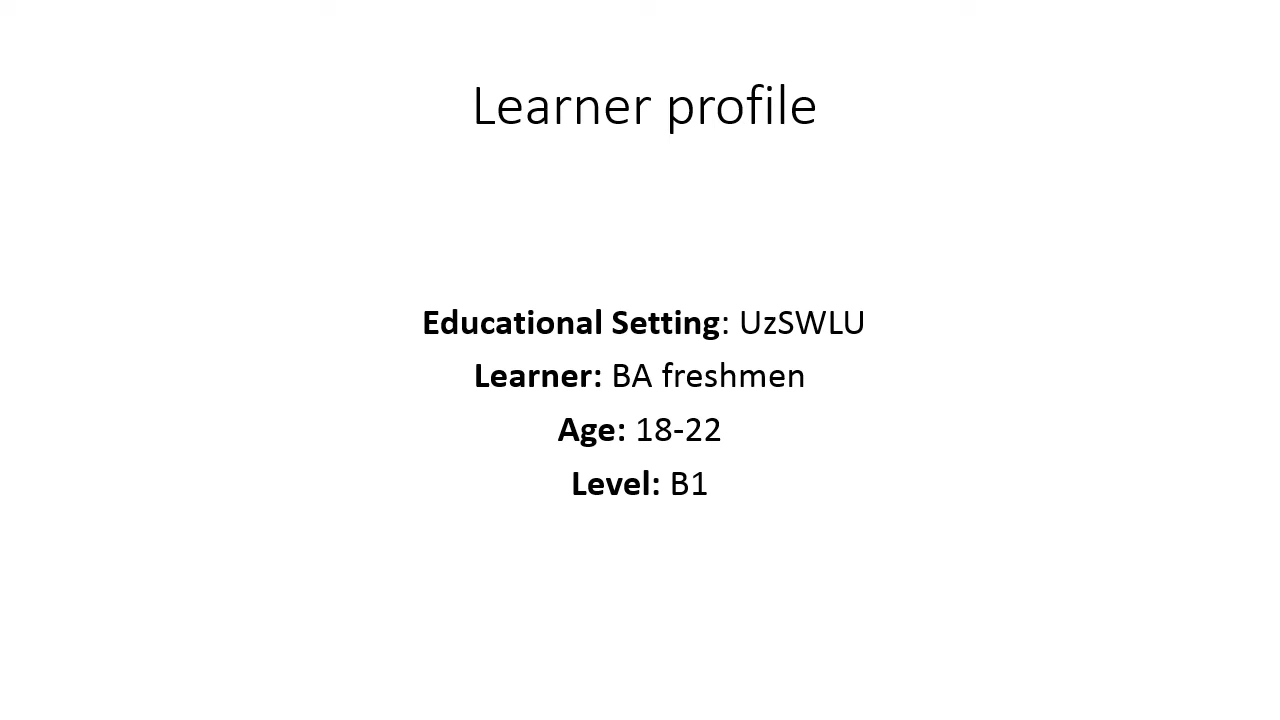 Learner profile
Educational Setting: UzSWLU
Learner: BA freshmen
Age: 18-22
Level: B1